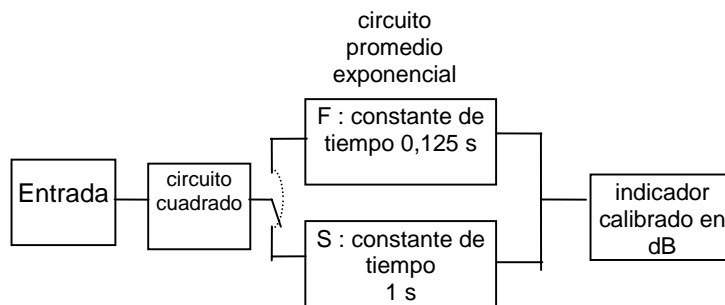 circuito
promedio
exponencial
F : constante de
tiempo 0,125 s
Entrada
circuito
cuadrado
indicador
calibrado en
dB
S : constante de
tiempo
1 s